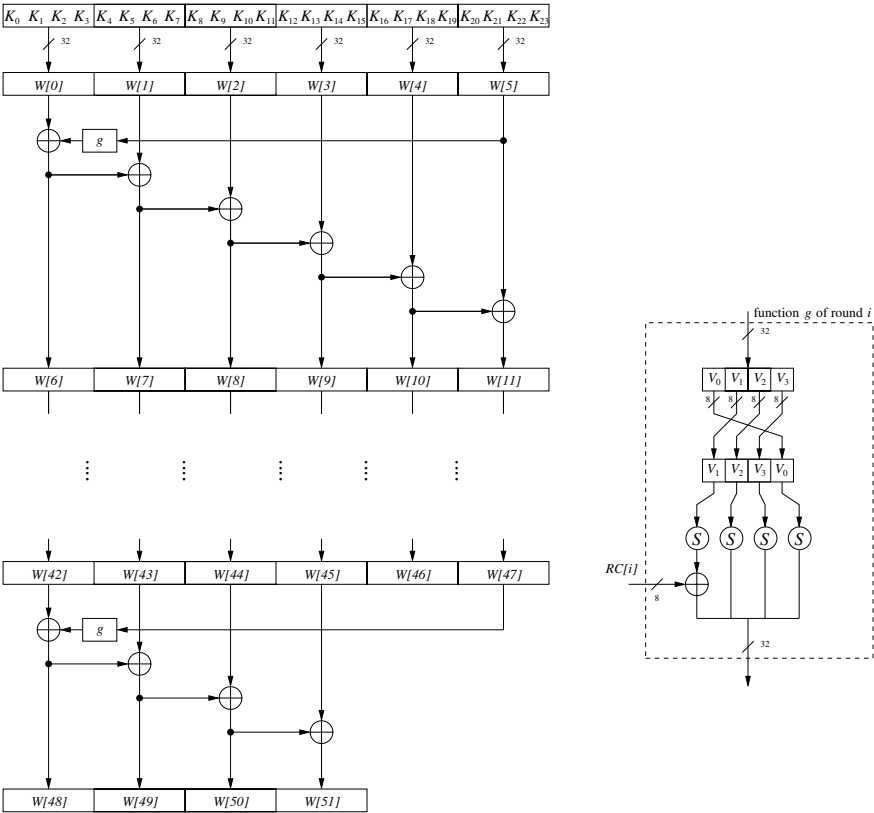 K0 K1 K2 K3 K4 K5 K6 K7 K8 K9 K10 K11 K12 K13 K14 K15 K16 K17 K18 K19 K20 K21 K22 K23
32 32 32 32 32 32
W[0] W[1] W[2] W[3] W[4] W[5]
g
W[6] W[7] W[8] W[9] W[10] W[11]
W[42] W[43] W[44] W[45] W[46] W[47]
g
W[48] W[49] W[50] W[51]
function g of round i
32
V0 V1 V2 V3
8 8 8 8
V1 V2 V3 V0
S S S S
RC[i]
8
32